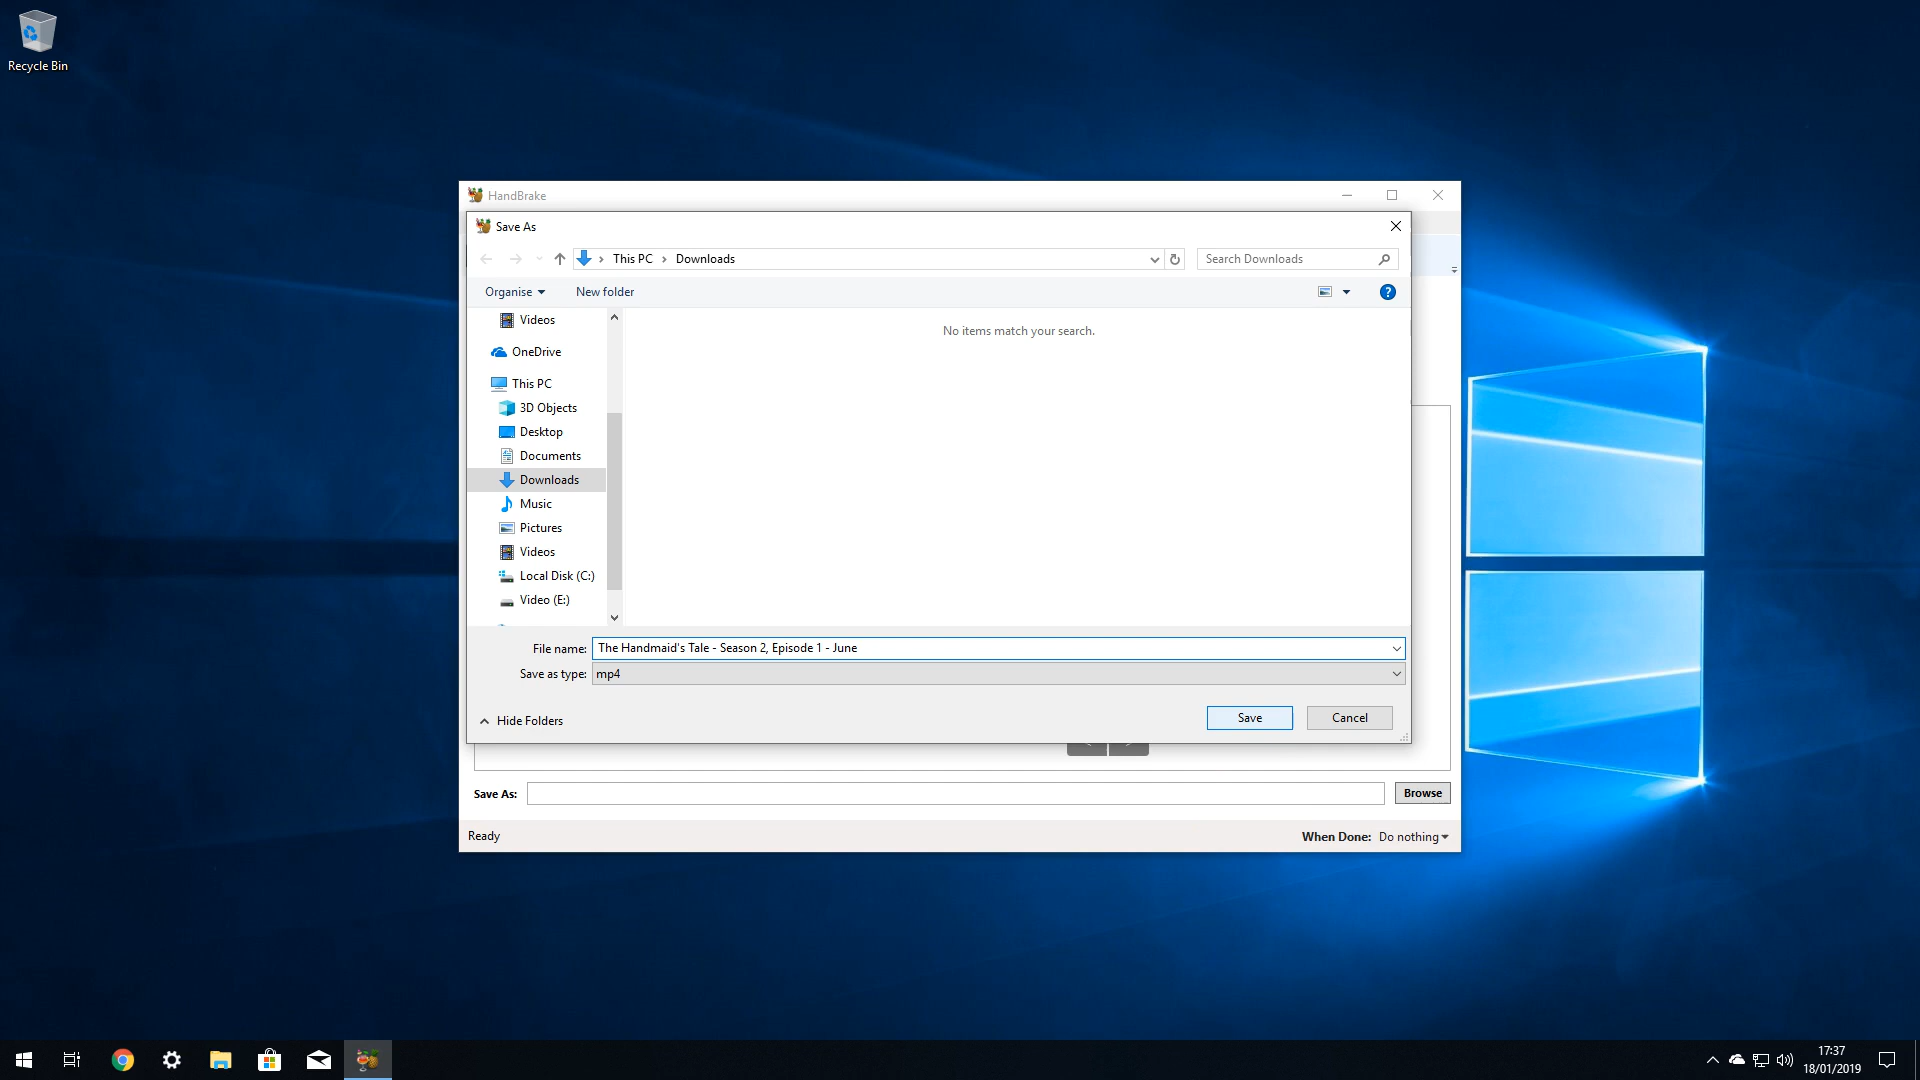 Recycle Bin
HandBrake
Save As
This PC > Downloads
Search Downloads
Organise
New folder
?
Videos
OneDrive
This PC
3D Objects
Desktop
Documents
Downloads
Music
Pictures
Videos
Local Disk (C:)
Video (E:)
No items match your search.
File name: The Handmaid's Tale - Season 2, Episode 1 - June
Save as type: mp4
Hide Folders
Save
Cancel
Save As:
Browse
Ready
When Done: Do nothing
17:37
18/01/2019